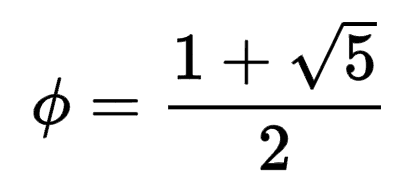 ϕ = (1 + √5) / 2